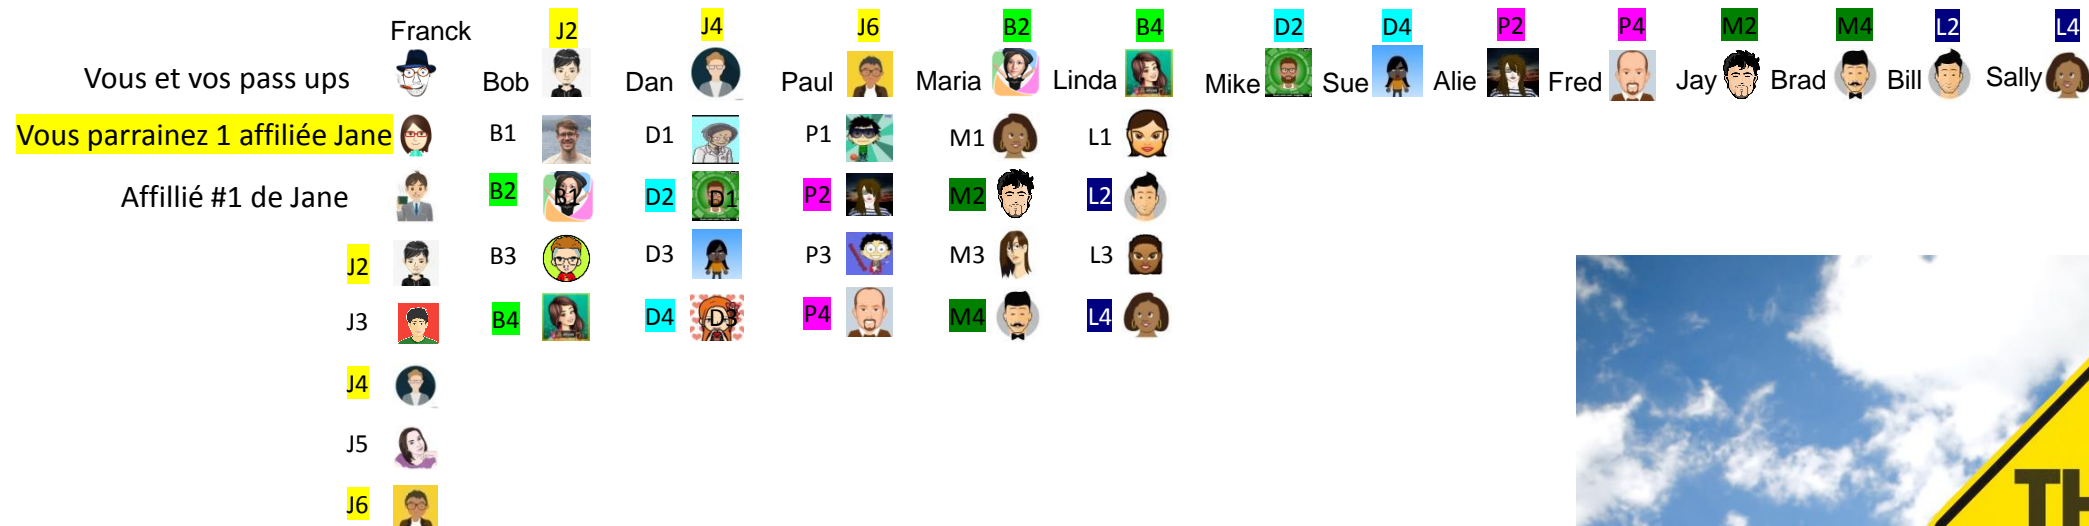 J2 J4 J6 B2 B4 D2 D4 P2 P4 M2 M4 L2 L4
Franck
Vous et vos pass ups Bob Dan Paul Maria Linda Mike Sue Alie Fred Jay Brad Bill Sally
Vous parrainez 1 affiliée Jane B1 D1 P1 M1 L1
Affillié #1 de Jane B2 B1 D2 D1 P2 M2 L2
J2 B3 D3 P3 M3 L3
J3 B4 D4 D3 P4 M4 L4
J4
J5
J6